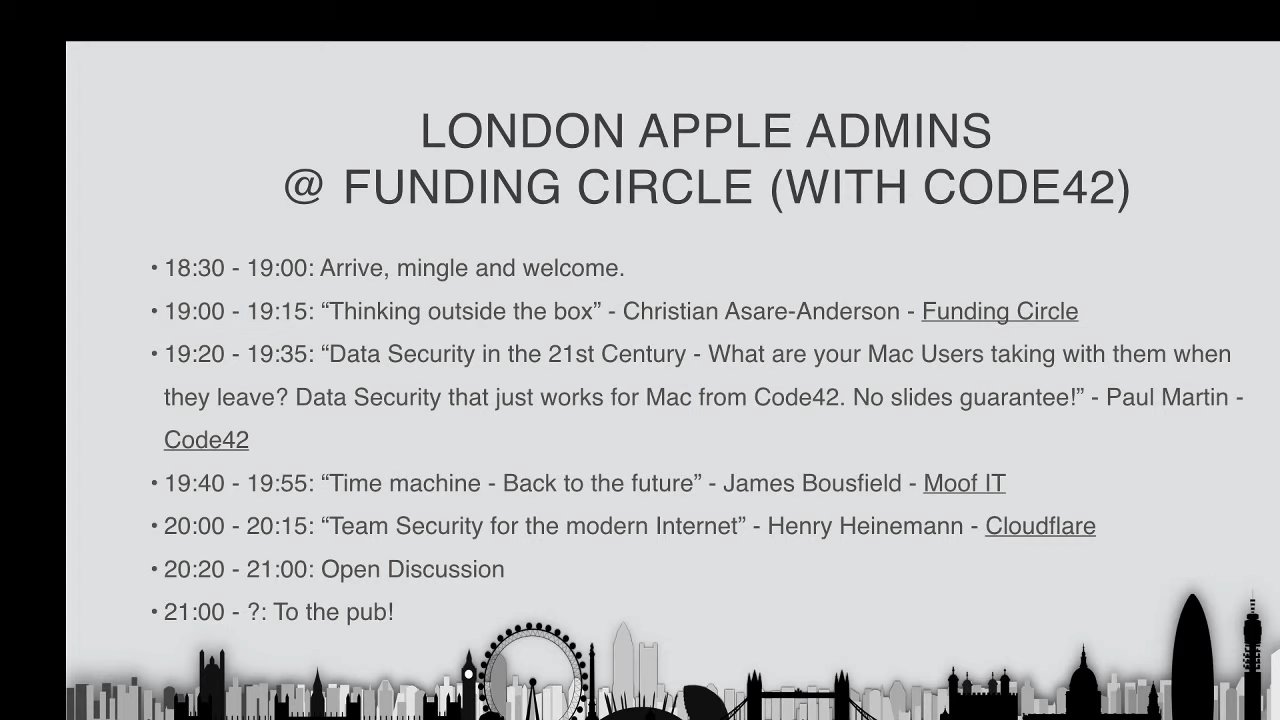 LONDON APPLE ADMINS
@ FUNDING CIRCLE (WITH CODE42)
• 18:30 - 19:00: Arrive, mingle and welcome.
• 19:00 - 19:15: “Thinking outside the box” - Christian Asare-Anderson - Funding Circle
• 19:20 - 19:35: “Data Security in the 21st Century - What are your Mac Users taking with them when
they leave? Data Security that just works for Mac from Code42. No slides guarantee!” - Paul Martin -
Code42
• 19:40 - 19:55: “Time machine - Back to the future” - James Bousfield - Moof IT
• 20:00 - 20:15: “Team Security for the modern Internet” - Henry Heinemann - Cloudflare
• 20:20 - 21:00: Open Discussion
• 21:00 - ?: To the pub!